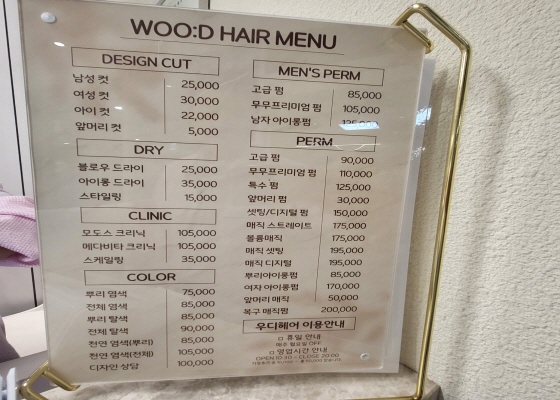 WOO:D HAIR MENU
DESIGN CUT
남성 컷 25,000
여성 컷 30,000
아이 컷 22,000
앞머리 컷 5,000
DRY
블로우 드라이 25,000
아이롱 드라이 35,000
스타일링 15,000
CLINIC
모도스 크리닉 105,000
메다비타 크리닉 105,000
스케일링 35,000
COLOR
뿌리 염색 75,000
전체 염색 85,000
뿌리 탈색 85,000
전체 탈색 90,000
천연 염색(뿌리) 85,000
천연 염색(전체) 105,000
디자인 상담 100,000
MEN'S PERM
고급 펌 85,000
무무프리미엄 펌 105,000
남자 아이롱펌
PERM
고급 펌 90,000
무무프리미엄 펌 110,000
특수 펌 125,000
앞머리 펌 30,000
셋팅/디지털 펌 150,000
매직 스트레이트 175,000
볼륨매직 175,000
매직 셋팅 195,000
매직 디지털 195,000
뿌리아이롱펌 85,000
여자 아이롱펌 170,000
앞머리 매직 50,000
복구 매직펌 200,000
우디헤어 이용안내
□ 휴일 안내
매주 월요일 OFF
□ 영업시간 안내
OPEN 10:30 ~ CLOSE 20:00